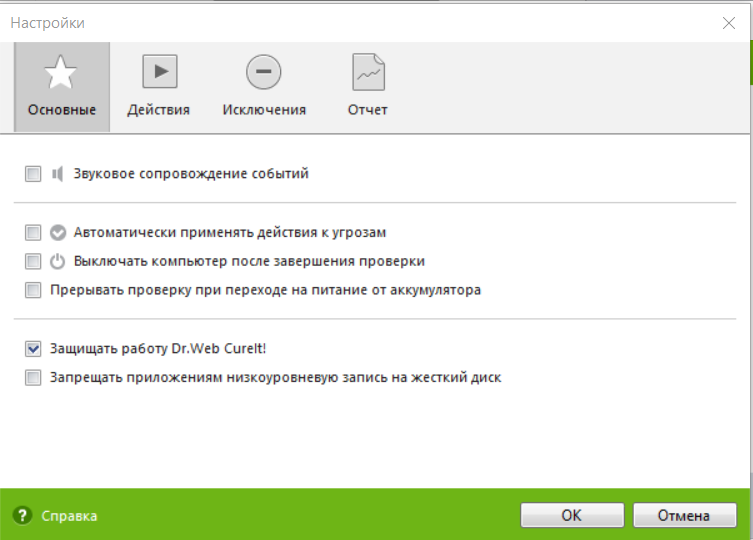 Настройки
Основные
Действия
Исключения
Отчет
Звуковое сопровождение событий
Автоматически применять действия к угрозам
Выключать компьютер после завершения проверки
Прерывать проверку при переходе на питание от аккумулятора
Защищать работу Dr.Web CureIt!
Запрещать приложениям низкоуровневую запись на жесткий диск
? Справка
OK
Отмена